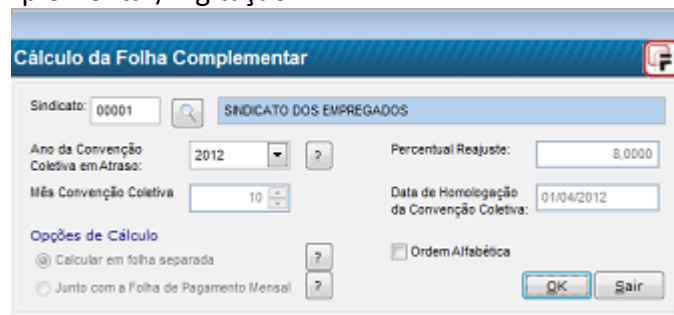 Cálculo da Folha Complementar
Sindicato: 00001 SINDICATO DOS EMPREGADOS
Ano da Convenção Coletiva em Atraso: 2012 ? Percentual Reajuste: 8,0000
Mês Convenção Coletiva 10 Data de Homologação da Convenção Coletiva: 01/04/2012
Opções de Cálculo
Calcular em folha separada ? Ordem Alfabética
Junto com a Folha de Pagamento Mensal ? OK Sair